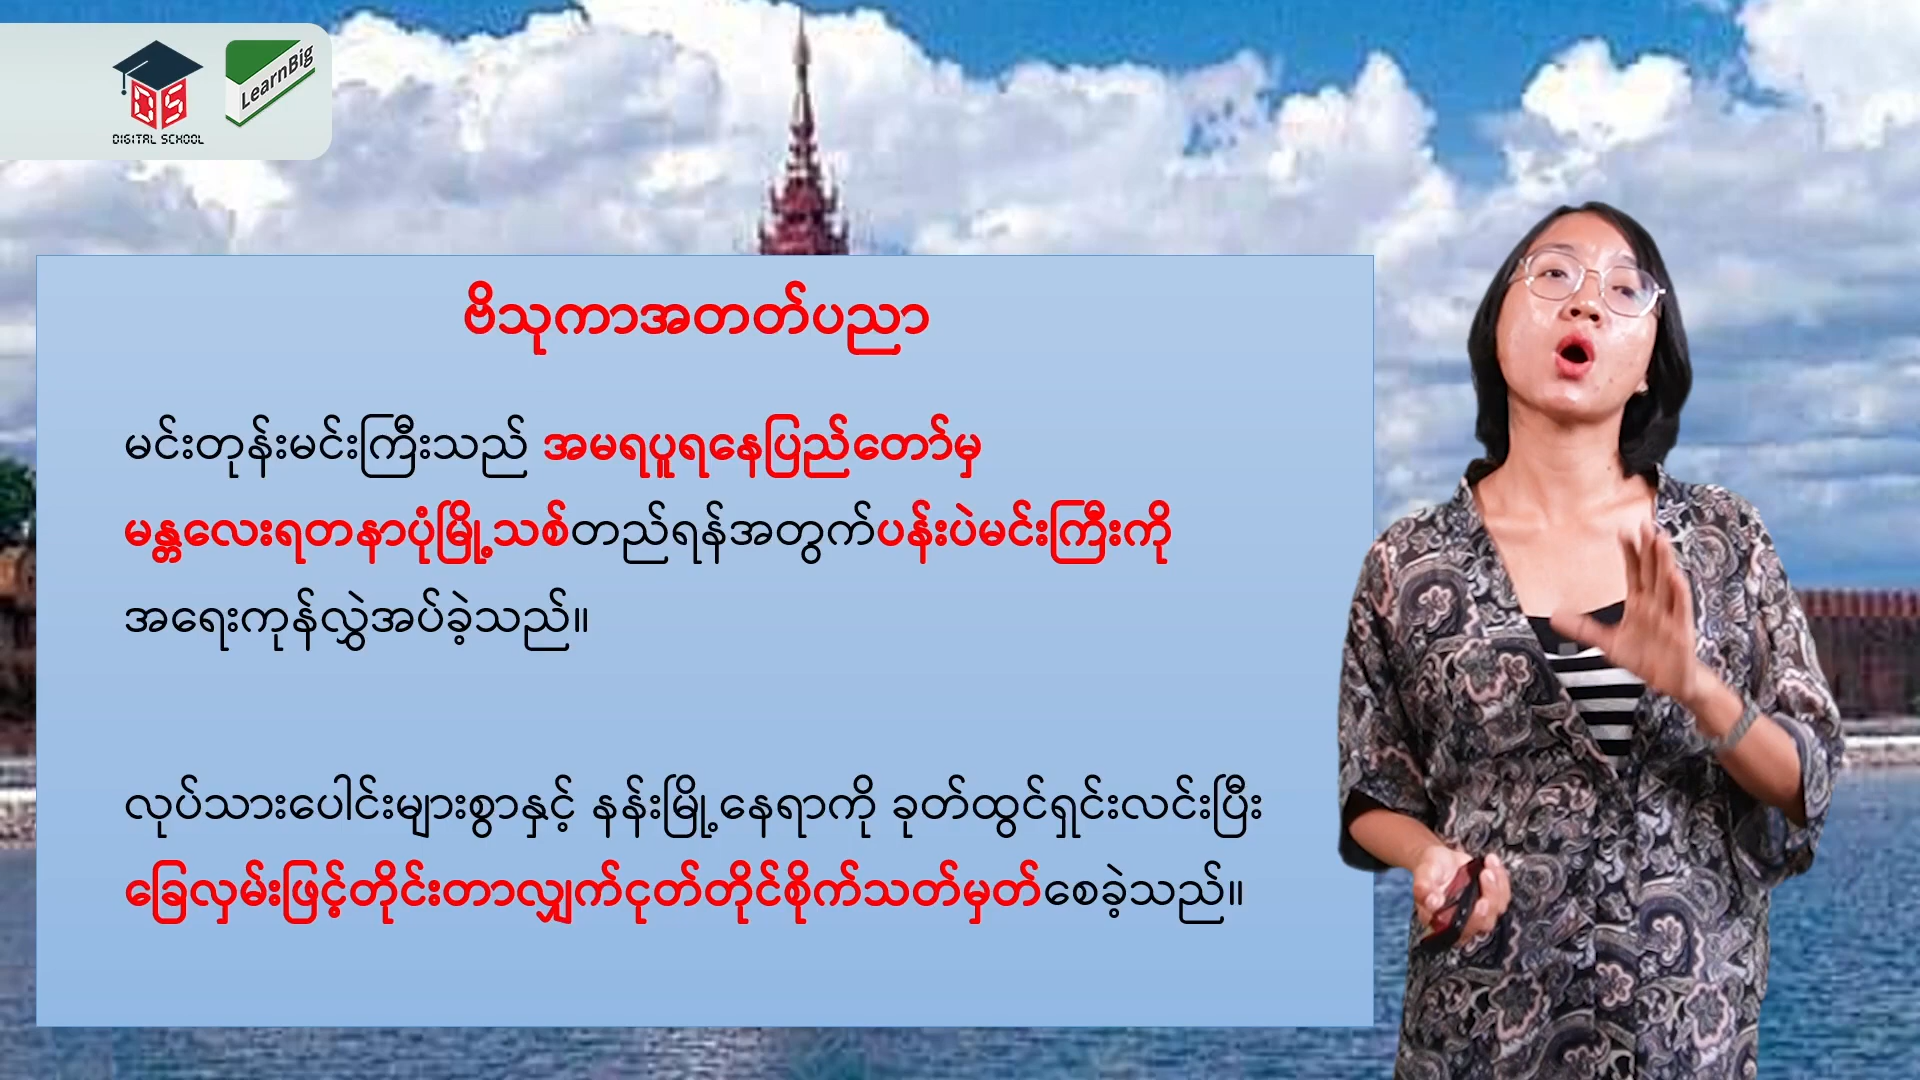 DS
DIGITAL SCHOOL
LearnBig
ဗိသုကာအတတ်ပညာ
မင်းတုန်းမင်းကြီးသည် အမရပူရနေပြည်တော်မှ
မန္တလေးရတနာပုံမြို့သစ်တည်ရန်အတွက်ပန်းပဲမင်းကြီးကို
အရေးကုန်လွှဲအပ်ခဲ့သည်။
လုပ်သားပေါင်းများစွာနှင့် နန်းမြို့နေရာကို ခုတ်ထွင်ရှင်းလင်းပြီး
ခြေလှမ်းဖြင့်တိုင်းတာလျှက်ငုတ်တိုင်စိုက်သတ်မှတ်စေခဲ့သည်။